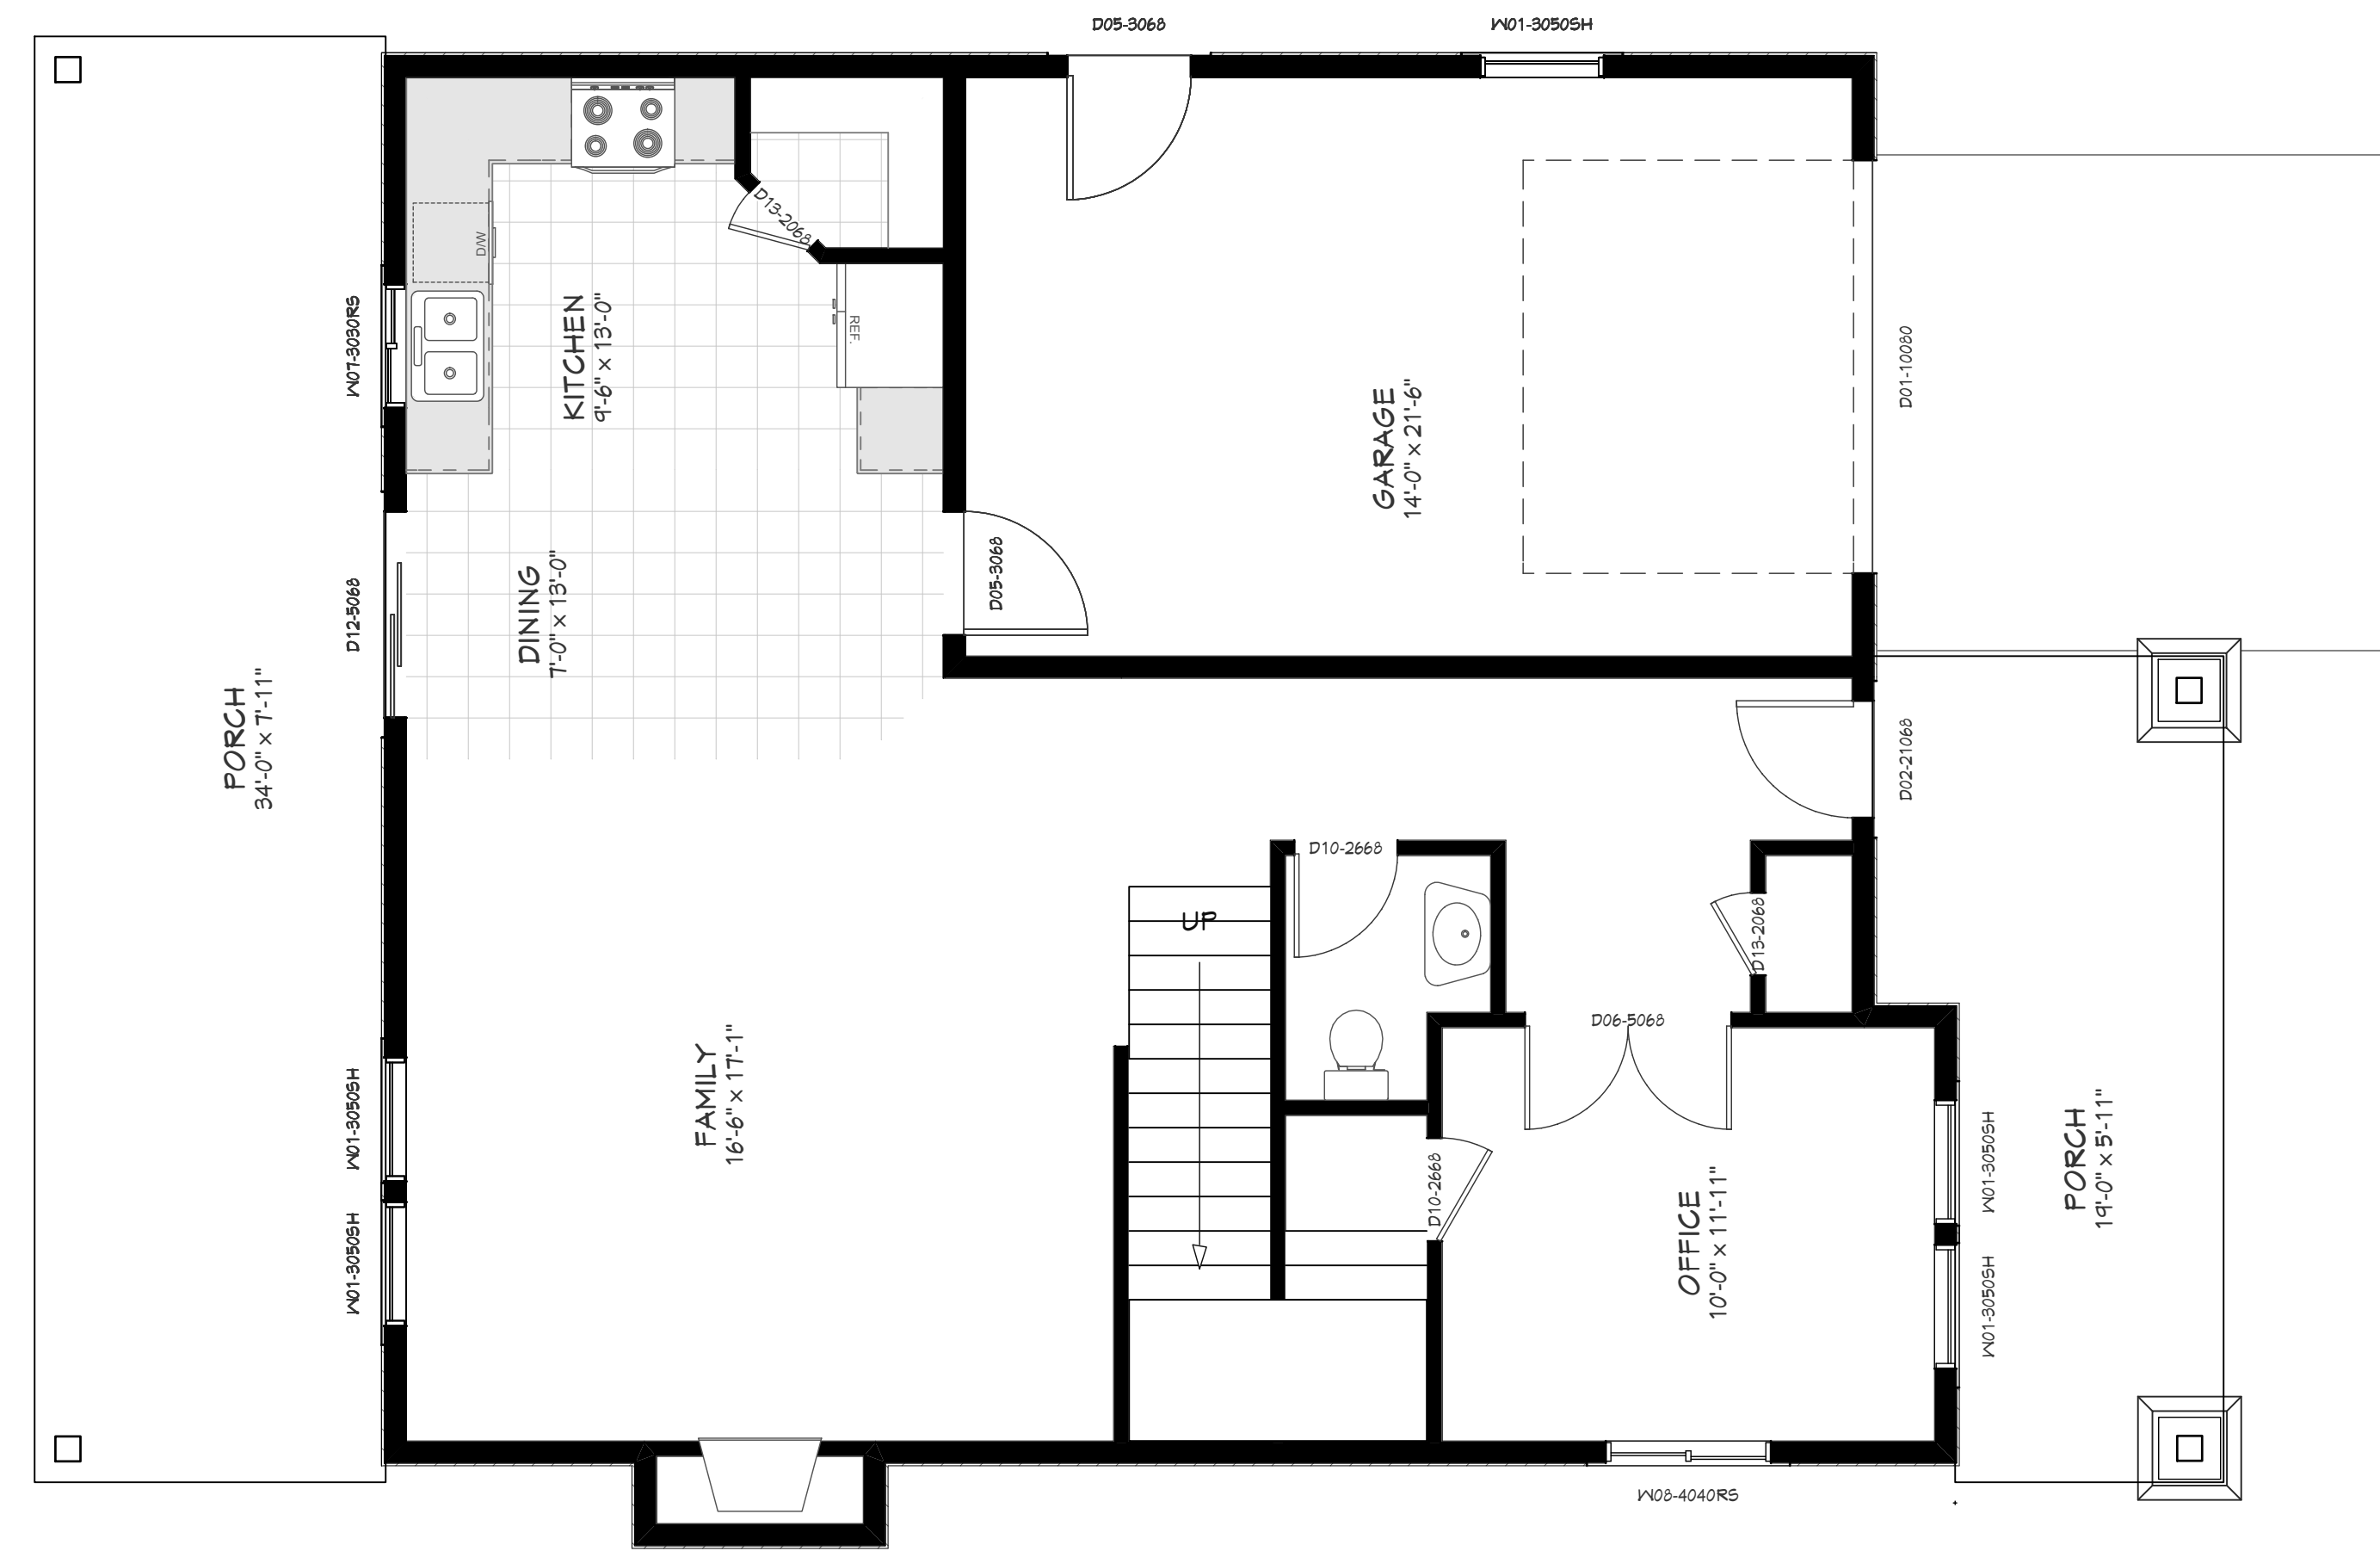 D05-3068
W01-3050SH
D13-2068
D/W
W07-3030RS
KITCHEN
9'-6" x 13'-0"
REF.
D01-10080
GARAGE
14'-0" x 21'-6"
D12-5068
DINING
7'-0" x 13'-0"
D05-3068
PORCH
34'-0" x 7'-11"
D02-21068
D10-2668
UP
D13-2068
D06-5068
W01-3050SH
FAMILY
16'-6" x 17'-1"
D10-2668
W01-3050SH
PORCH
19'-0" x 5'-11"
W01-3050SH
OFFICE
10'-0" x 11'-11"
W01-3050SH
W08-4040RS